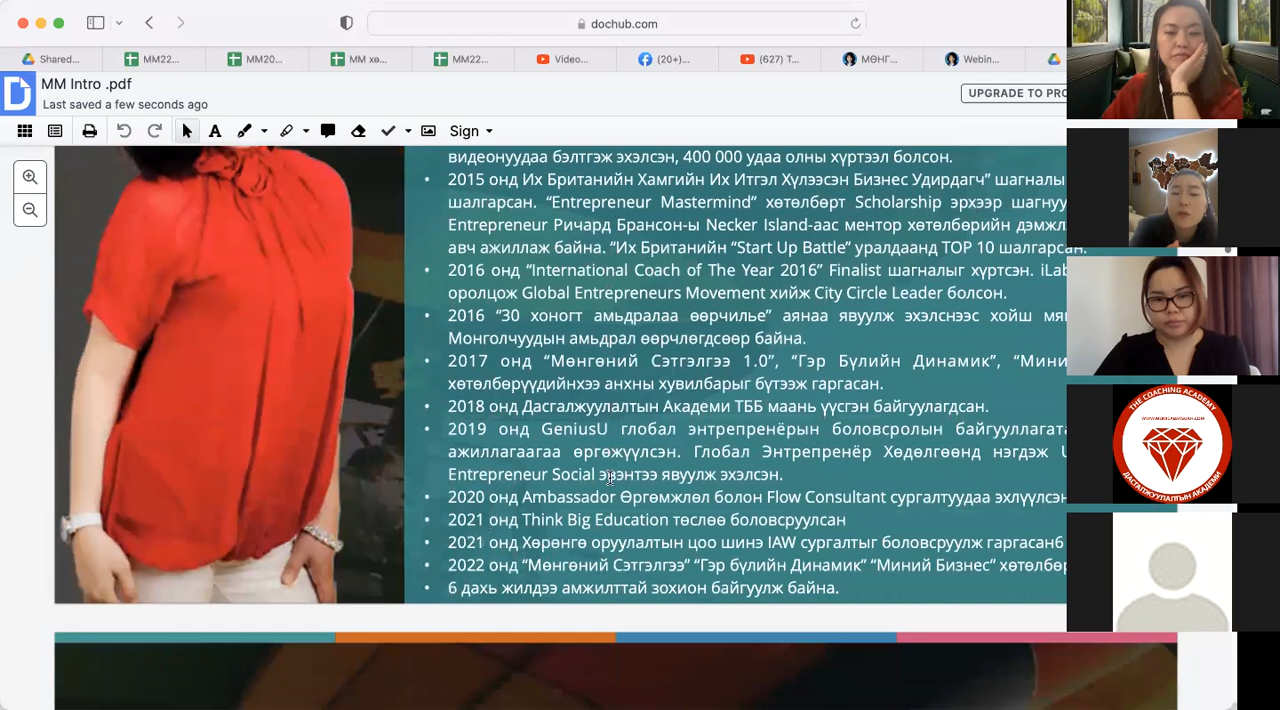 dochub.com
Shared...
MM22...
MM20...
MM хө...
MM22...
Video...
(20+)...
(627) T...
МӨНГ...
Webin...
MM Intro .pdf
Last saved a few seconds ago
UPGRADE TO PRO
Sign
видеонуудаа бэлтгэж эхэлсэн, 400 000 удаа олны хүртээл болсон.
• 2015 онд Их Британийн Хамгийн Их Итгэл Хүлээсэн Бизнес Удирдагч” шагналы
шалгарсан. “Entrepreneur Mastermind” хөтөлбөрт Scholarship эрхээр
Entrepreneur Ричард Брансон-ы Necker Island-аас ментор хөтөлбөрийн
авч ажиллаж байна. “Их Британийн “Start Up Battle” уралдаанд TOP 10 шалгарсан.
• 2016 онд “International Coach of The Year 2016” Finalist шагналыг хүртсэн.
оролцож Global Entrepreneurs Movement хийж City Circle Leader болсон.
• 2016 “30 хоногт амьдралаа өөрчилье” аянаа явуулж эхэлснээс хойш
Монголчуудын амьдрал өөрчлөгдсөөр байна.
• 2017 онд “Мөнгөний Сэтгэлгээ 1.0”, “Гэр Бүлийн Динамик”,
хөтөлбөрүүдийнхээ анхны хувилбарыг бүтээж гаргасан.
• 2018 онд Дасгалжуулалтын Академи ТББ маань үүсгэн байгуулагдсан.
• 2019 онд GeniusU глобал энтрепренёрын боловсролын
ажиллагаагаа өргөжүүлсэн. Глобал Энтрепренёр Хөдөлгөөнд нэгдэж
Entrepreneur Social эвэнтээ явуулж эхэлсэн.
• 2020 онд Ambassador Өргөмжлөл болон Flow Consultant сургалтуудаа эхлүүлсэн
• 2021 онд Think Big Education төслөө боловсруулсан
• 2021 онд Хөрөнгө оруулалтын цоо шинэ IAW сургалтыг боловсруулж гаргасан6
• 2022 онд “Мөнгөний Сэтгэлгээ” “Гэр бүлийн Динамик” “Миний Бизнес”
• 6 дахь жилдээ амжилттай зохион байгуулж байна.
THE COACHING ACADEMY
ДАСГАЛЖУУЛАЛТЫН АКАДЕМИ